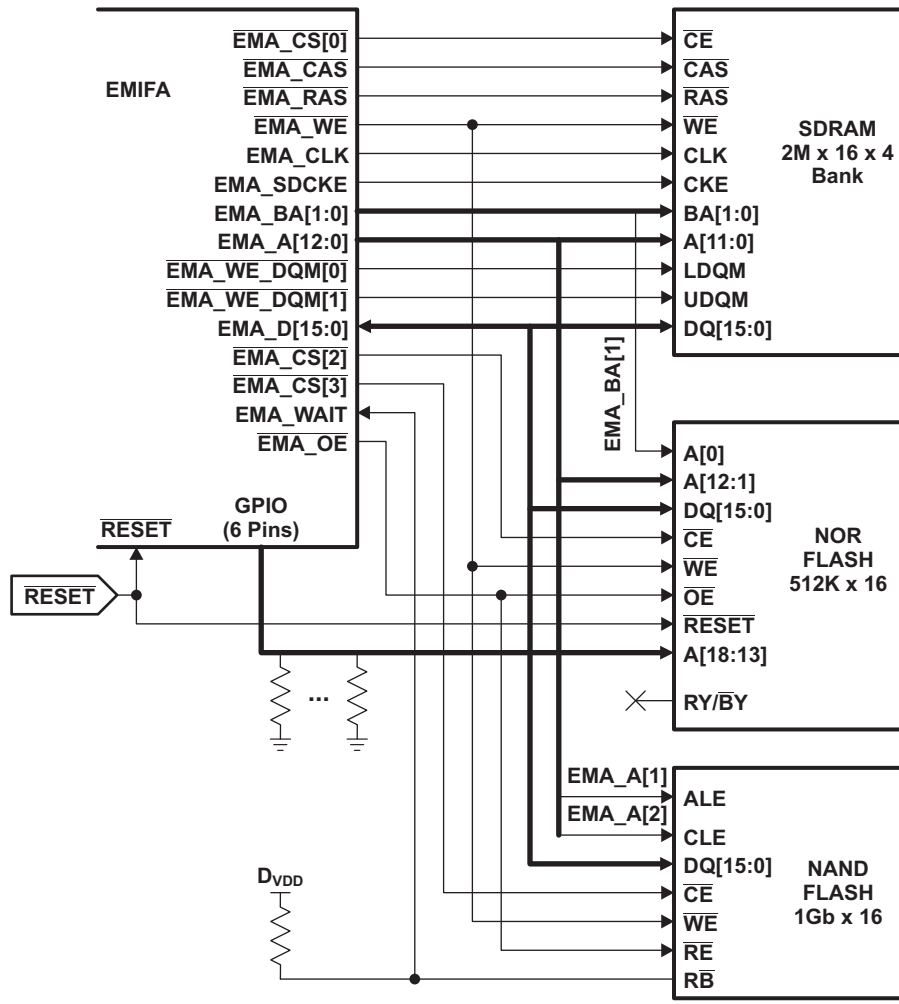 EMIFA
EMA_CS[0]
EMA_CAS
EMA_RAS
EMA_WE
EMA_CLK
EMA_SDCKE
EMA_BA[1:0]
EMA_A[12:0]
EMA_WE_DQM[0]
EMA_WE_DQM[1]
EMA_D[15:0]
EMA_CS[2]
EMA_CS[3]
EMA_WAIT
EMA_OE
GPIO
(6 Pins)
RESET
RESET
...
EMA_BA[1]
CE
CAS
RAS
WE
CLK
CKE
BA[1:0]
A[11:0]
LDQM
UDQM
DQ[15:0]
SDRAM
2M x 16 x 4
Bank
A[0]
A[12:1]
DQ[15:0]
CE
WE
OE
RESET
A[18:13]
RY/BY
NOR
FLASH
512K x 16
EMA_A[1]
EMA_A[2]
ALE
CLE
DQ[15:0]
CE
WE
RE
RB
NAND
FLASH
1Gb x 16
DVDD